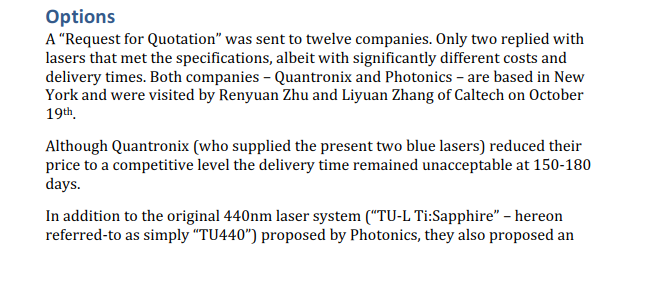 Options
A “Request for Quotation” was sent to twelve companies. Only two replied with
lasers that met the specifications, albeit with significantly different costs and
delivery times. Both companies – Quantronix and Photonics – are based in New
York and were visited by Renyuan Zhu and Liyuan Zhang of Caltech on October
19th.
Although Quantronix (who supplied the present two blue lasers) reduced their
price to a competitive level the delivery time remained unacceptable at 150-180
days.
In addition to the original 440nm laser system (“TU-L Ti:Sapphire” – hereon
referred-to as simply “TU440”) proposed by Photonics, they also proposed an